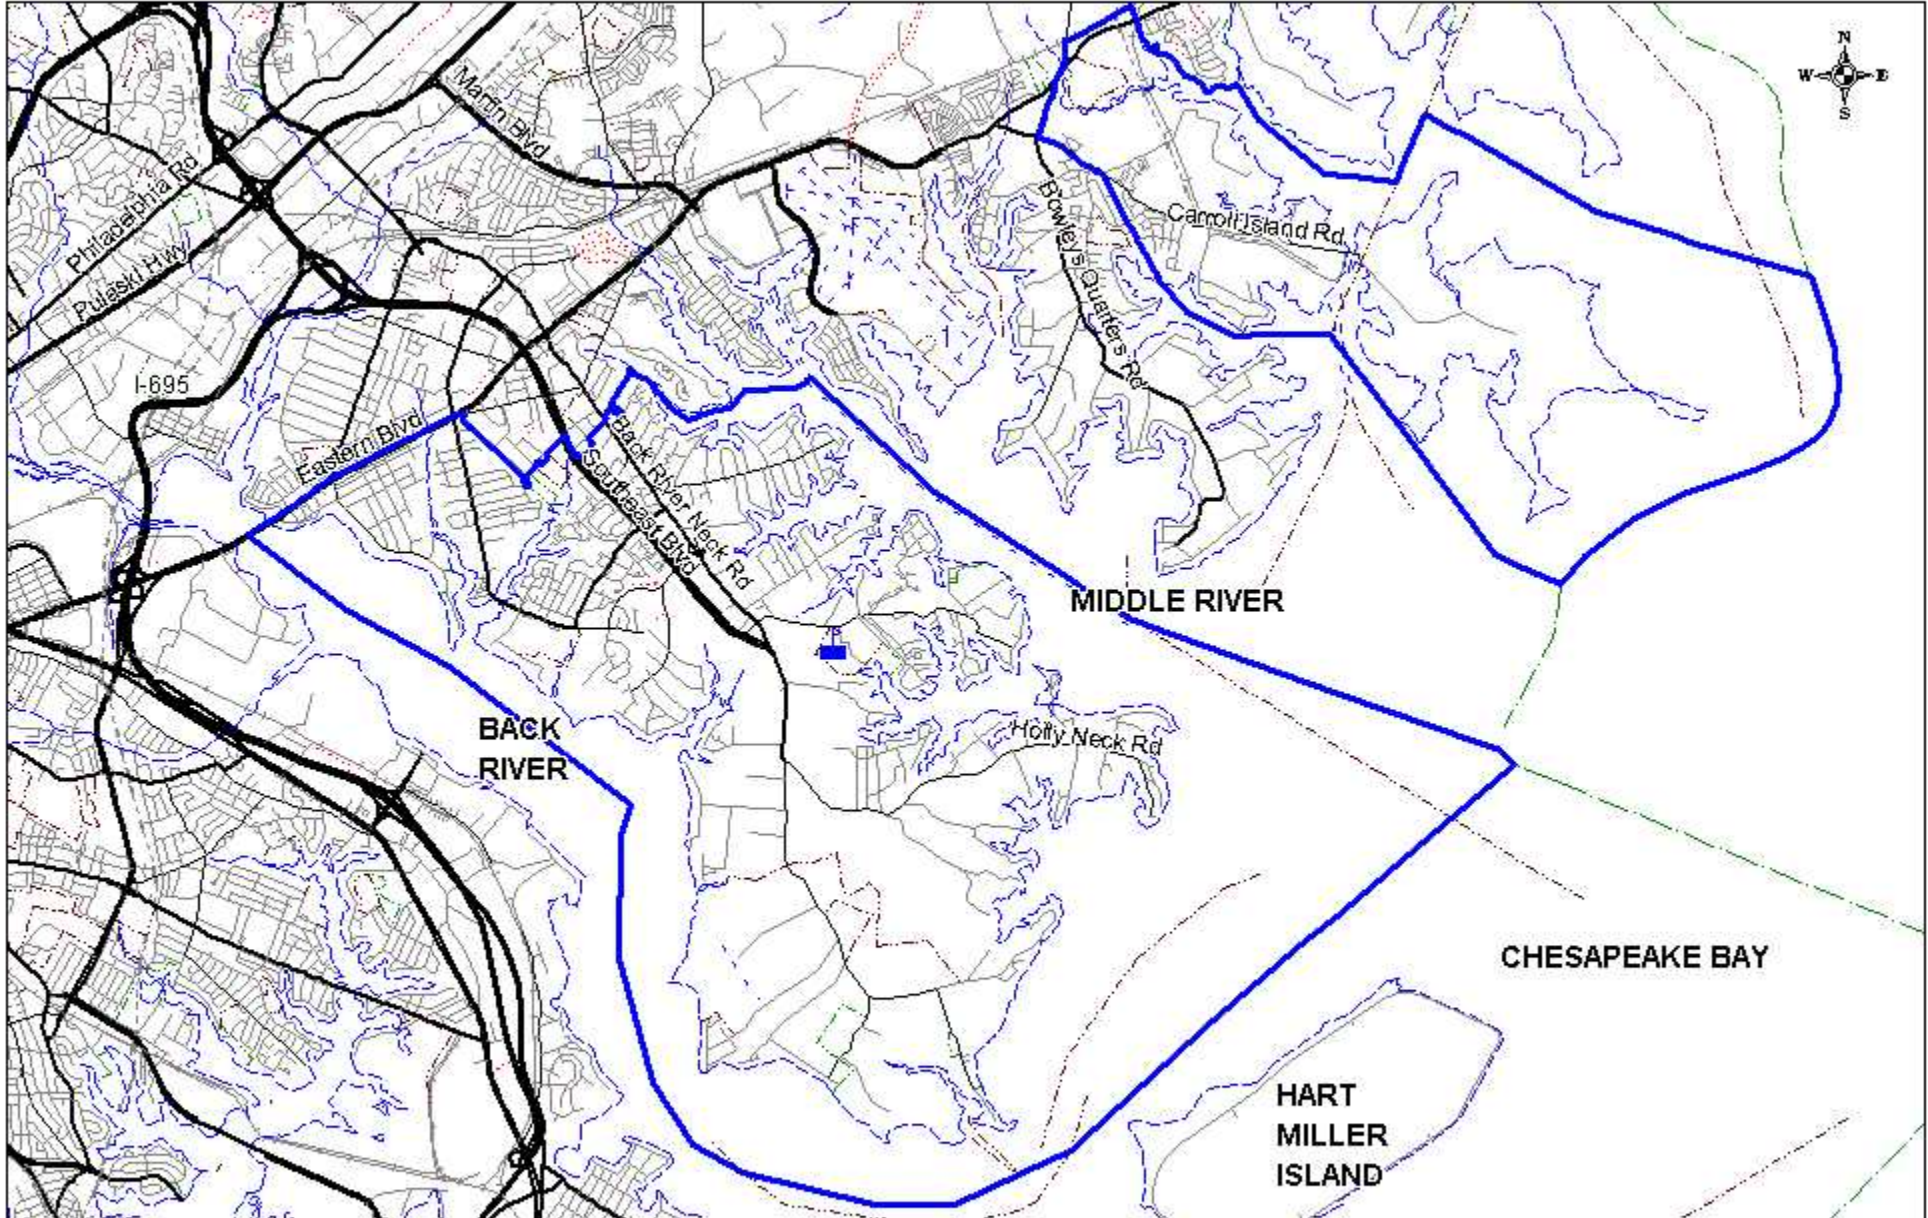 N
W E
S
Martin Blvd
Philadelphia Rd
Pulaski Hwy
Bowley's Quarters Rd
Carroll Island Rd
I-695
Eastern Blvd
Back River Neck Rd
Southeast Blvd
MIDDLE RIVER
BACK
RIVER
Holly Neck Rd
CHESAPEAKE BAY
HART
MILLER
ISLAND